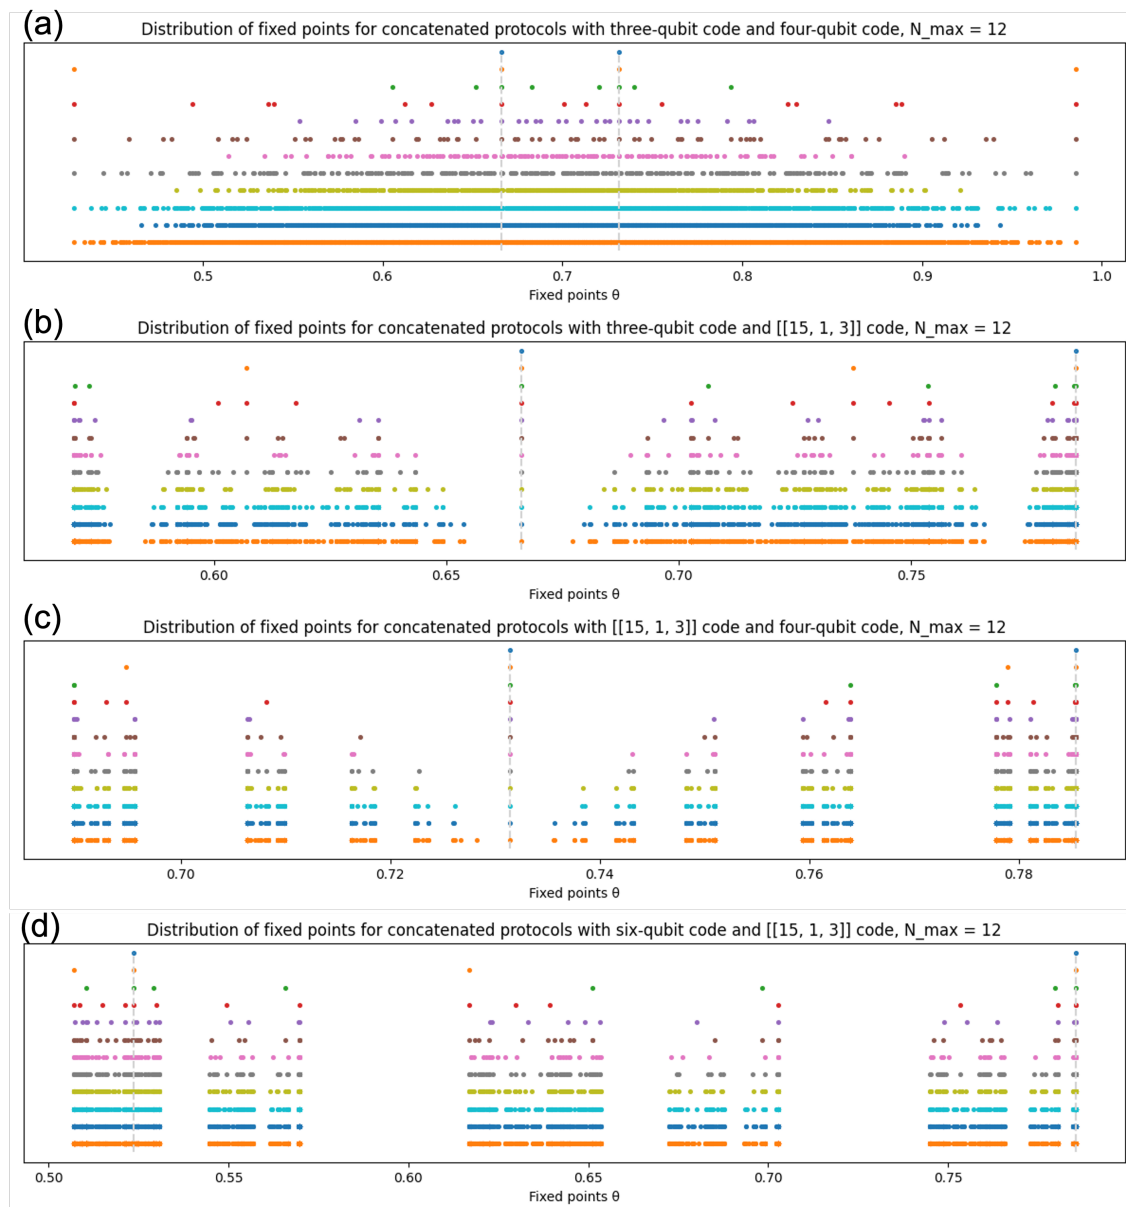 (a)
Distribution of fixed points for concatenated protocols with three-qubit code and four-qubit code, N_max = 12
0.5 0.6 0.7 0.8 0.9 1.0
Fixed points θ
(b)
Distribution of fixed points for concatenated protocols with three-qubit code and [[15, 1, 3]] code, N_max = 12
0.60 0.65 0.70 0.75
Fixed points θ
(c)
Distribution of fixed points for concatenated protocols with [[15, 1, 3]] code and four-qubit code, N_max = 12
0.70 0.72 0.74 0.76 0.78
Fixed points θ
(d)
Distribution of fixed points for concatenated protocols with six-qubit code and [[15, 1, 3]] code, N_max = 12
0.50 0.55 0.60 0.65 0.70 0.75
Fixed points θ